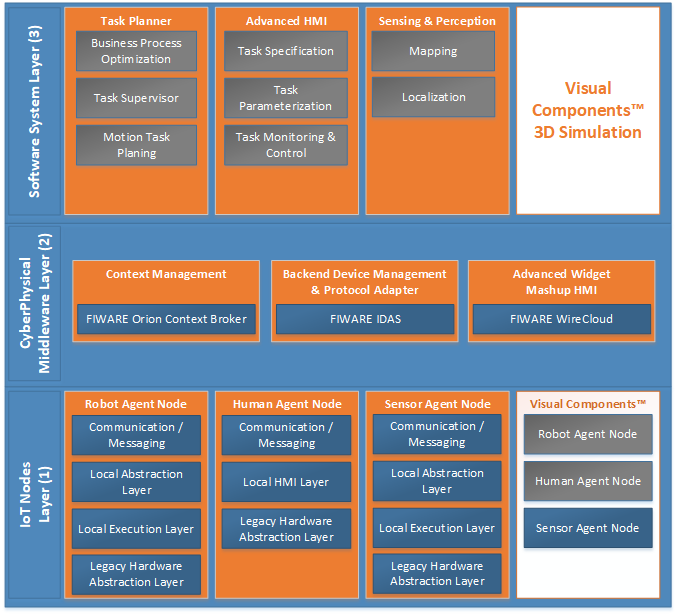 Software System Layer (3)
Task Planner
Business Process
Optimization
Task Supervisor
Motion Task
Planing
Advanced HMI
Task Specification
Task
Parameterization
Task Monitoring &
Control
Sensing & Perception
Mapping
Localization
Visual
Components™
3D Simulation
CyberPhysical
Middleware Layer (2)
Context Management
FIWARE Orion Context Broker
Backend Device Management
& Protocol Adapter
FIWARE IDAS
Advanced Widget
Mashup HMI
FIWARE WireCloud
IoT Nodes
Layer (1)
Robot Agent Node
Communication /
Messaging
Local Abstraction
Layer
Local Execution Layer
Legacy Hardware
Abstraction Layer
Human Agent Node
Communication /
Messaging
Local HMI Layer
Legacy Hardware
Abstraction Layer
Sensor Agent Node
Communication /
Messaging
Local Abstraction
Layer
Local Execution Layer
Legacy Hardware
Abstraction Layer
Visual Components™
Robot Agent Node
Human Agent Node
Sensor Agent Node